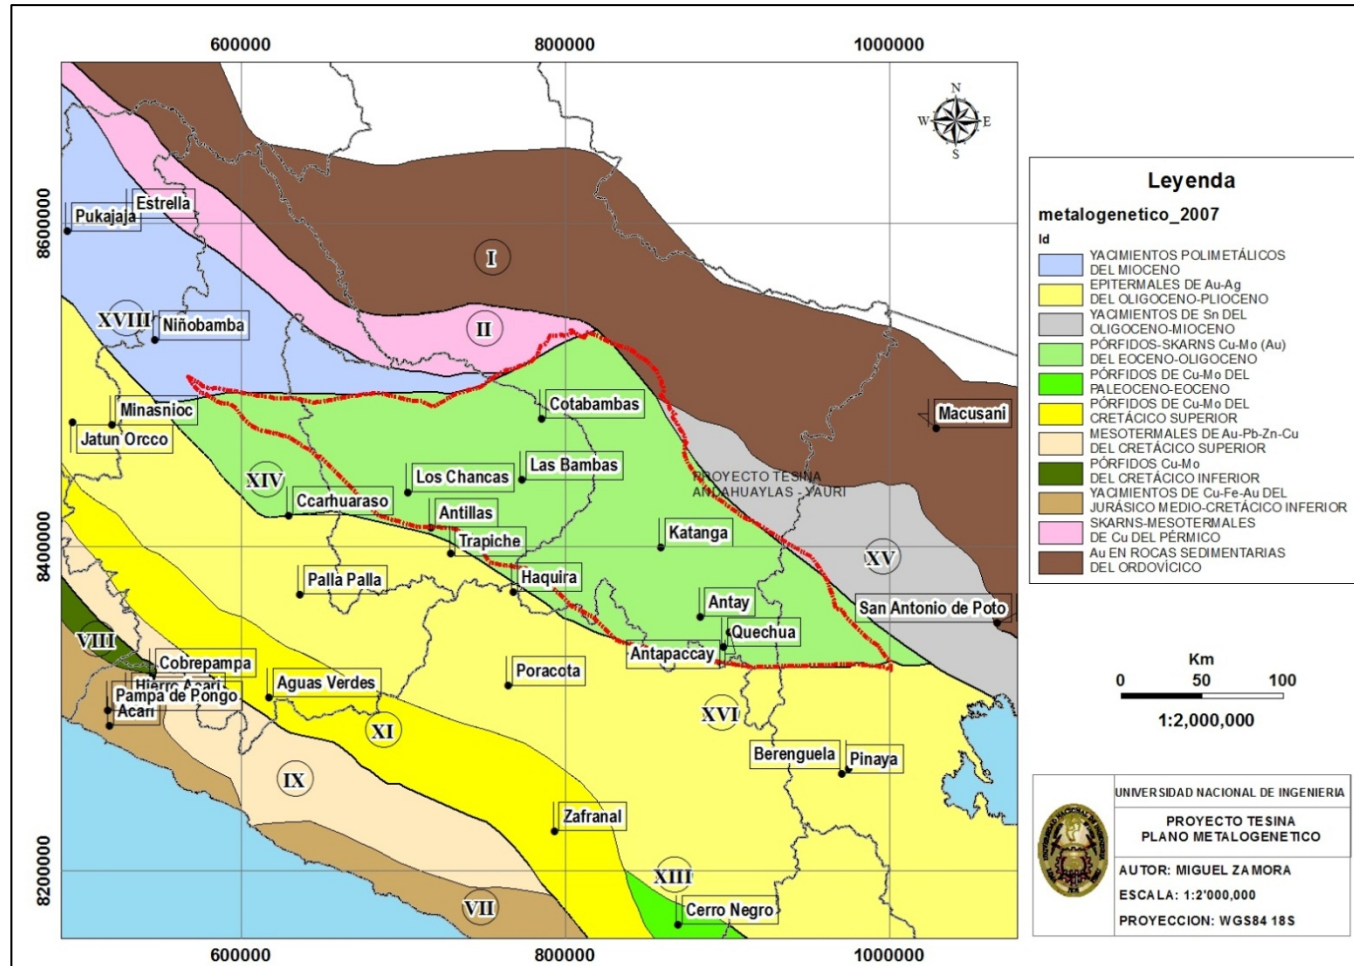 600000
800000
1000000
N
W
E
S
8600000
8400000
8200000
Estrella
Pukajaja
I
II
XVIII
Niñobamba
Minasnioc
Jatun Orcco
Cotabambas
Macusani
XIV
Los Chancas
Las Bambas
PROYECTO TESINA
ANDAHUAYLAS - YAURI
Ccarhuaraso
Antillas
Trapiche
Katanga
XV
Palla Palla
Haquira
Antay
San Antonio de Poto
VIII
Quechua
Antapaccay
Cobrepampa
Hierro Acari
Pampa de Pongo
Acari
Aguas Verdes
Poracota
XVI
XI
Berenguela
Pinaya
IX
Zafranal
XIII
VII
Cerro Negro
600000
800000
1000000
Leyenda
metalogenetico_2007
Id
YACIMIENTOS POLIMETÁLICOS
DEL MIOCENO
EPITERMALES DE Au-Ag
DEL OLIGOCENO-PLIOCENO
YACIMIENTOS DE Sn DEL
OLIGOCENO-MIOCENO
PÓRFIDOS-SKARNS Cu-Mo (Au)
DEL EOCENO-OLIGOCENO
PÓRFIDOS DE Cu-Mo DEL
PALEOCENO-EOCENO
PÓRFIDOS DE Cu-Mo DEL
CRETÁCICO SUPERIOR
MESOTERMALES DE Au-Pb-Zn-Cu
DEL CRETÁCICO SUPERIOR
PÓRFIDOS Cu-Mo
DEL CRETÁCICO INFERIOR
YACIMIENTOS DE Cu-Fe-Au DEL
JURÁSICO MEDIO-CRETÁCICO INFERIOR
SKARNS-MESOTERMALES
DE Cu DEL PÉRMICO
Au EN ROCAS SEDIMENTARIAS
DEL ORDOVÍCICO
Km
0 50 100
1:2,000,000
UNIVERSIDAD NACIONAL DE INGENIERIA
PROYECTO TESINA
PLANO METALOGENETICO
AUTOR: MIGUEL ZAMORA
ESCALA: 1:2'000,000
PROYECCION: WGS84 18S